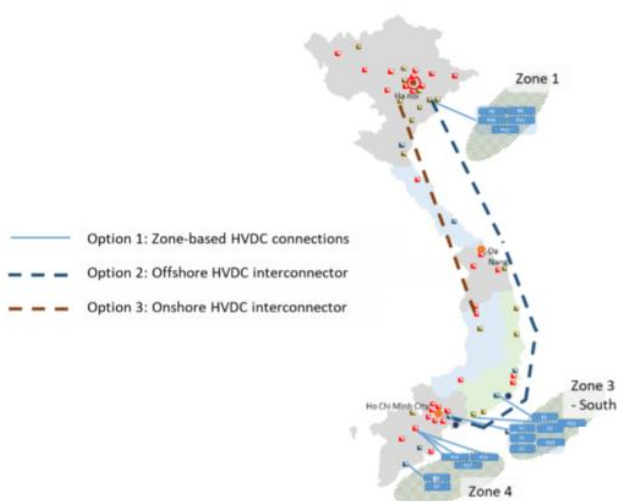 Zone 1
Ha Noi
Option 1: Zone-based HVDC connections
Option 2: Offshore HVDC interconnector
Option 3: Onshore HVDC interconnector
Da
Nang
Ho Chi Minh City
Zone 3
- South
Zone 4